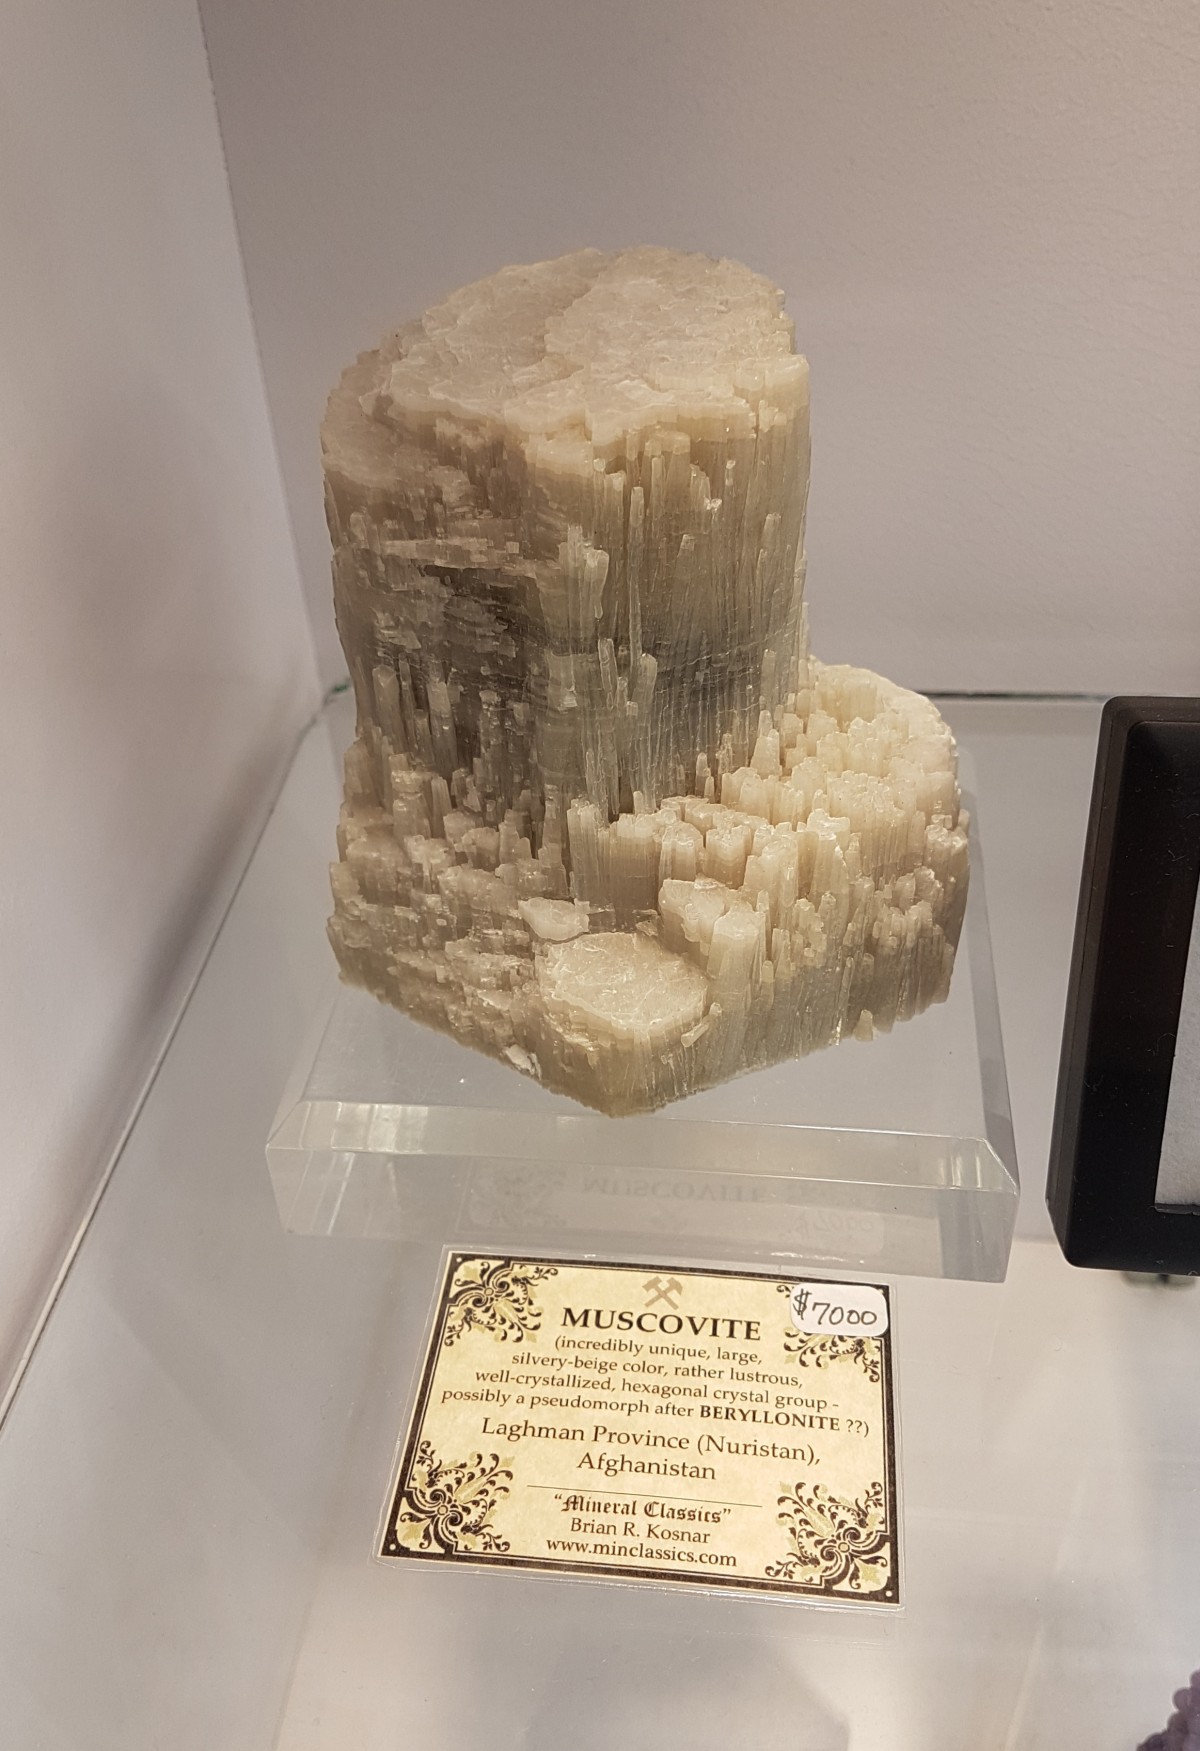 $7000
MUSCOVITE
(incredibly unique, large,
silvery-beige color, rather lustrous,
well-crystallized, hexagonal crystal group -
possibly a pseudomorph after BERYLLONITE ??)
Laghman Province (Nuristan),
Afghanistan
"Mineral Classics"
Brian R. Kosnar
www.minclassics.com